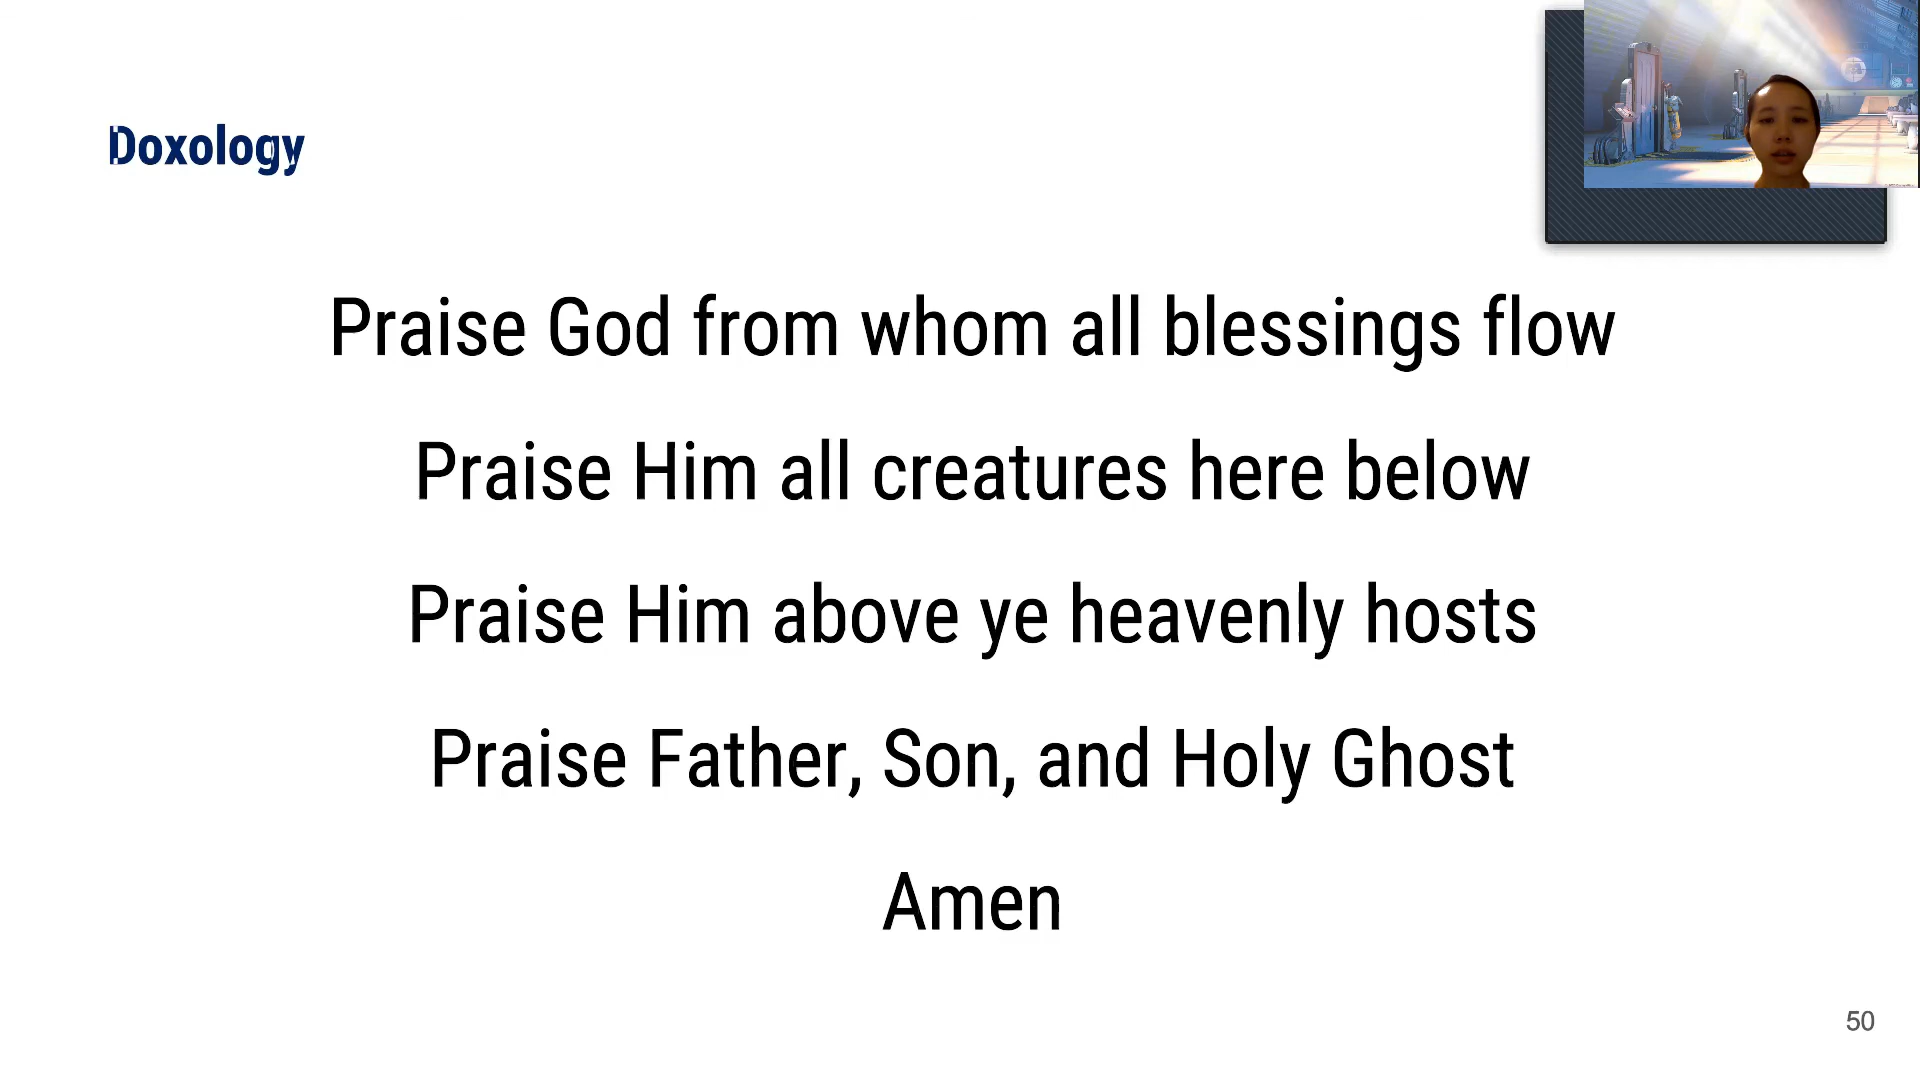 Doxology
Praise God from whom all blessings flow
Praise Him all creatures here below
Praise Him above ye heavenly hosts
Praise Father, Son, and Holy Ghost
Amen
50